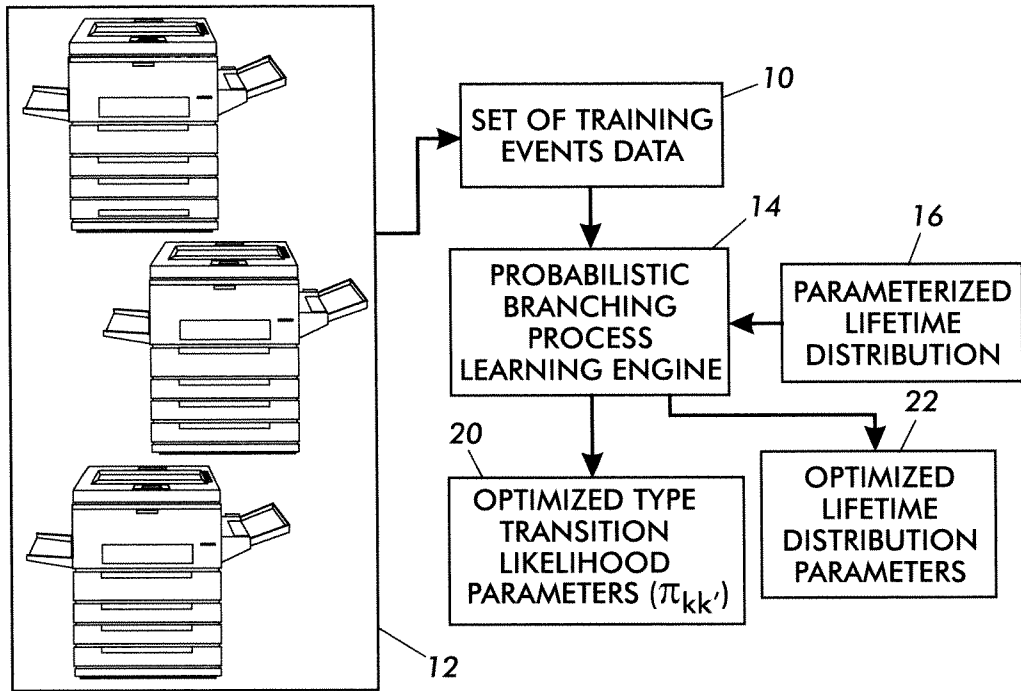 10
SET OF TRAINING
EVENTS DATA
14
PROBABILISTIC
BRANCHING
PROCESS
LEARNING ENGINE
16
PARAMETERIZED
LIFETIME
DISTRIBUTION
20
OPTIMIZED TYPE
TRANSITION
LIKELIHOOD
PARAMETERS (πkk')
22
OPTIMIZED
LIFETIME
DISTRIBUTION
PARAMETERS
12